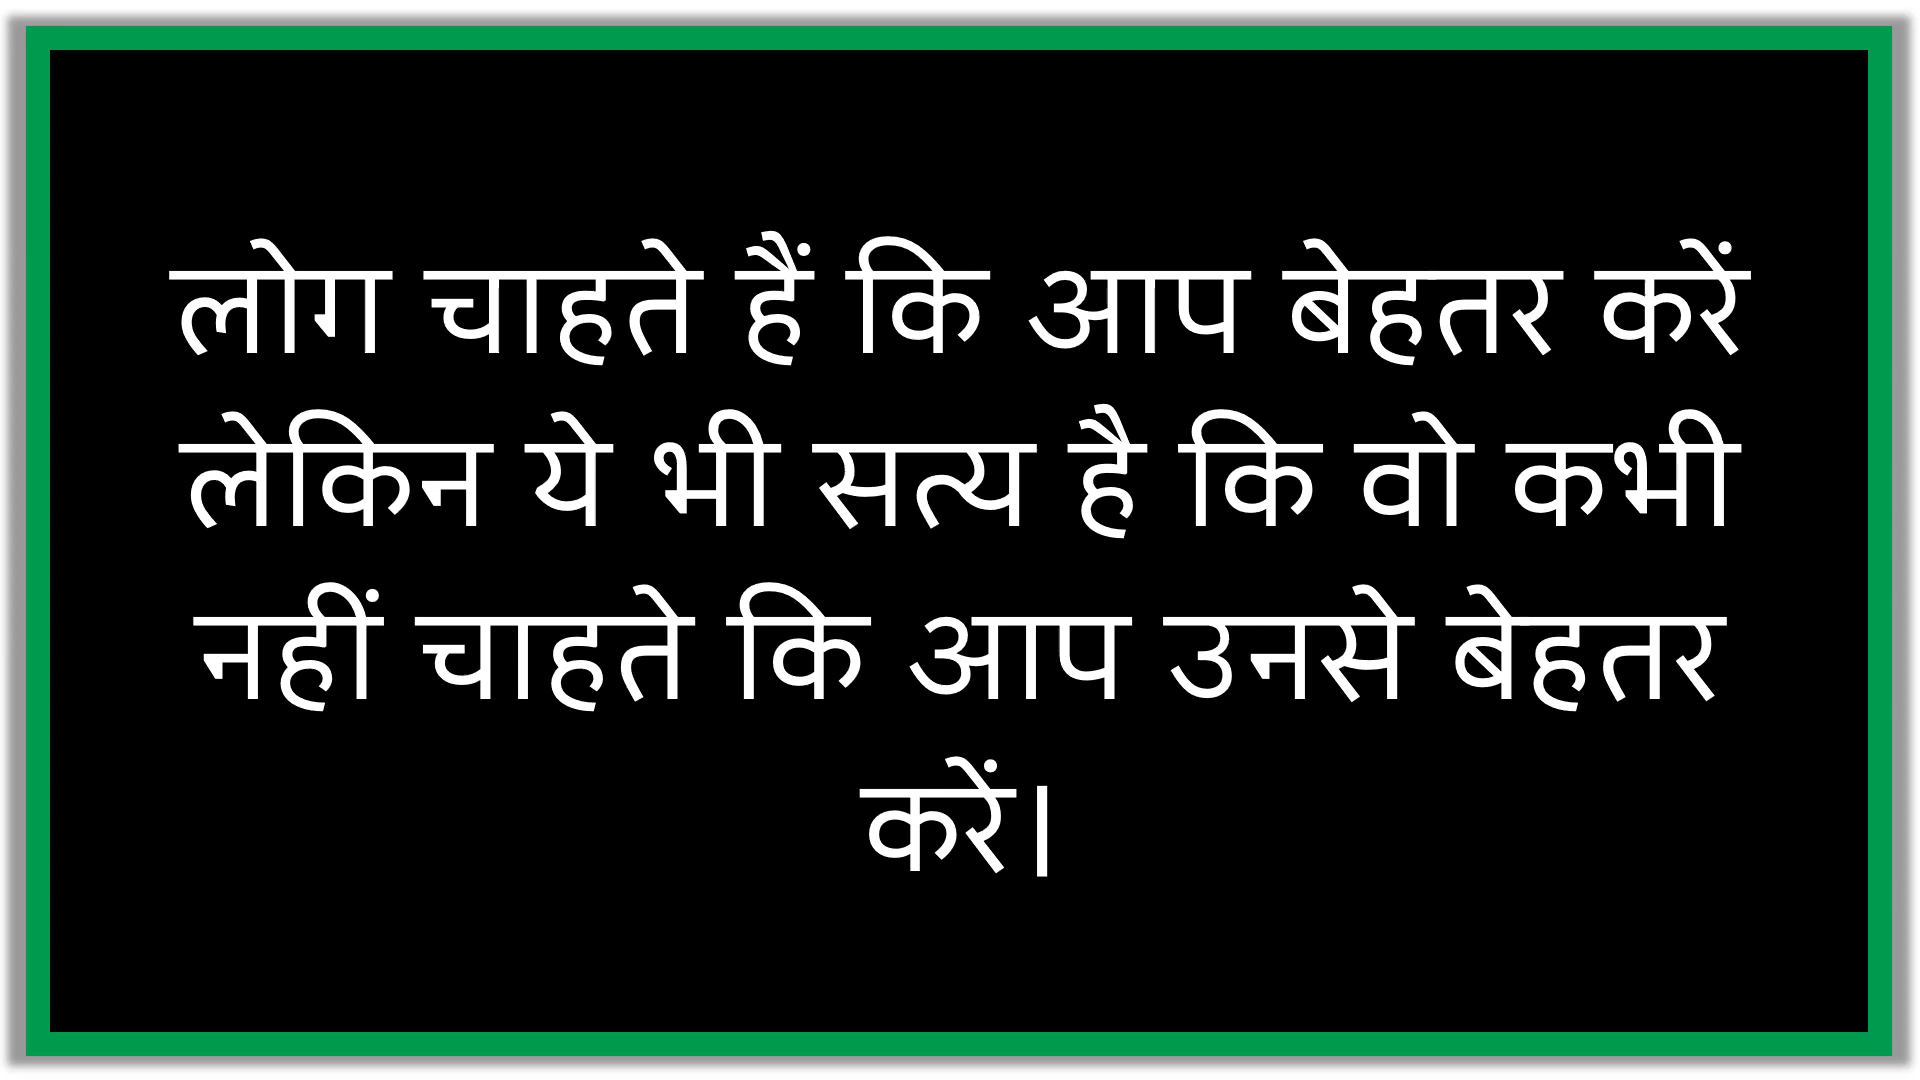 लोग चाहते हैं कि आप बेहतर करें
लेकिन ये भी सत्य है कि वो कभी
नहीं चाहते कि आप उनसे बेहतर
करें।